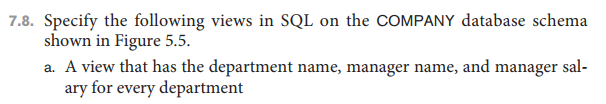 7.8. Specify the following views in SQL on the COMPANY database schema
shown in Figure 5.5.
a. A view that has the department name, manager name, and manager sal-
ary for every department